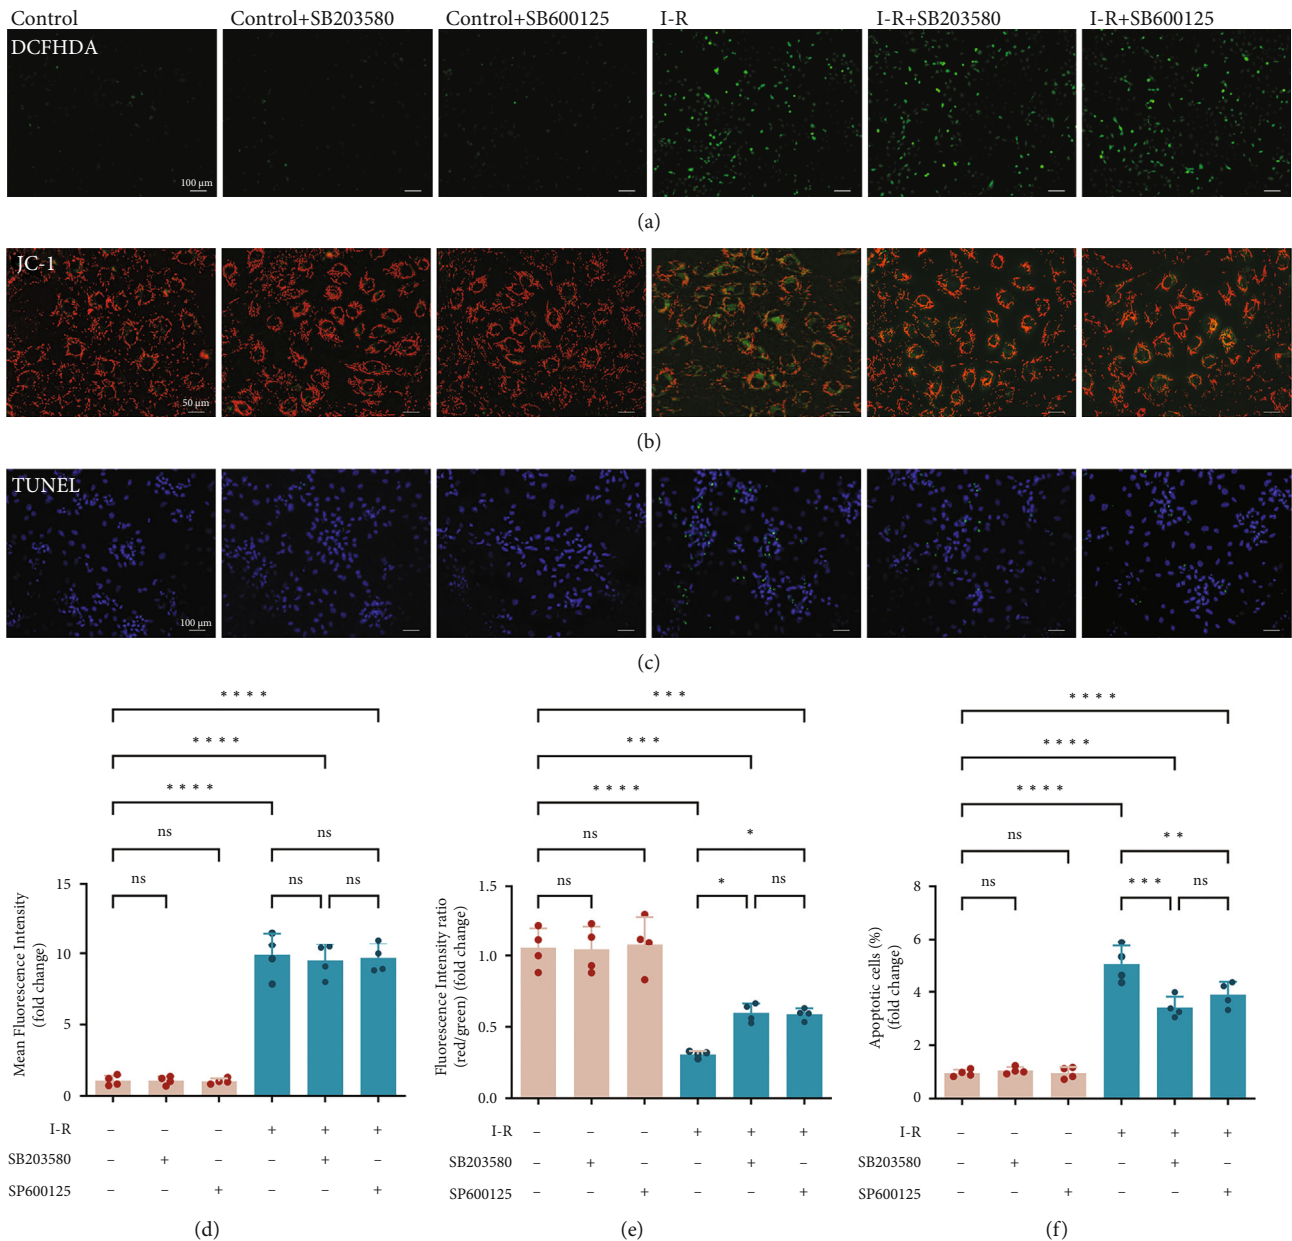 Control Control+SB203580 Control+SB600125 I-R I-R+SB203580 I-R+SB600125
DCFHDA
100 µm
(a)
JC-1
50 µm
(b)
TUNEL
100 µm
(c)
* * * *
* * * *
* * * *
ns ns
ns ns ns
Mean Fluorescence Intensity
(fold change)
15
10
5
0
I-R – – – + + +
SB203580 – + – – + –
SP600125 – – + – – +
(d)
* * *
* * *
* * * *
ns *
ns * ns
Fluorescence Intensity ratio
(red/green) (fold change)
1.5
1.0
0.5
0.0
I-R – – – + + +
SB203580 – + – – + –
SP600125 – – + – – +
(e)
* * * *
* * * *
* * * *
ns * *
ns * * * ns
Apoptotic cells (%)
(fold change)
8
6
4
2
0
I-R – – – + + +
SB203580 – + – – + –
SP600125 – – + – – +
(f)